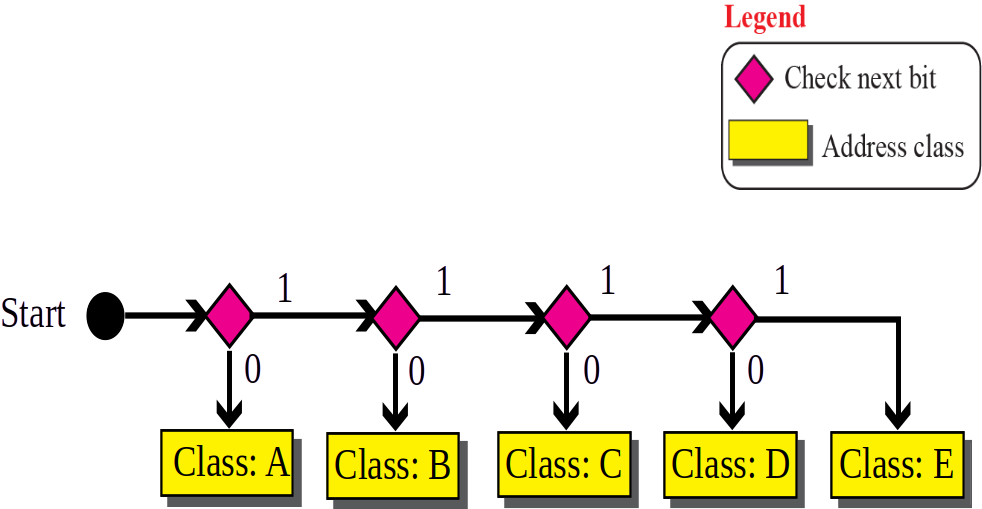 Legend
Check next bit
Address class
1
1
1
1
Start
0
0
0
0
Class: A
Class: B
Class: C
Class: D
Class: E